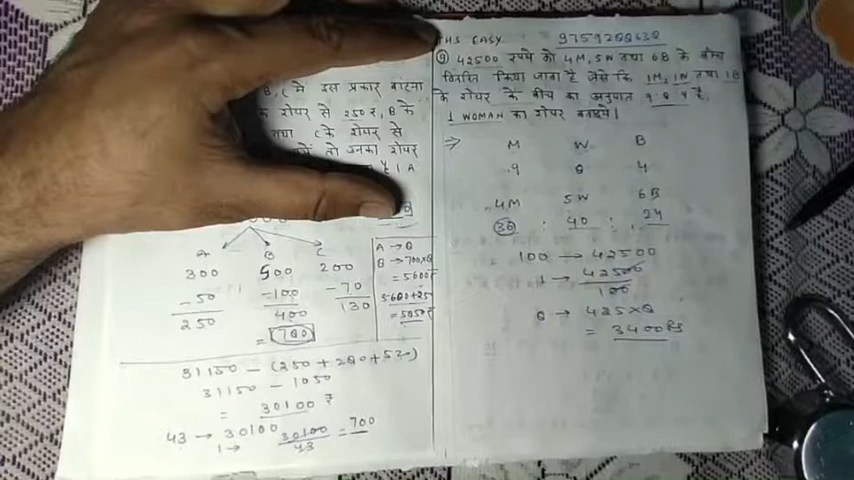 THS EASY 9759288638
B, C में इस प्रकार बाटना
शेयर से 250 ₹, B के
तथा C के शेयर से
तो उनका शेयर
A B C
300 500 200
-50 -100 -70
250 400 130
= 700
A → 8
B → 700×8
= 5600₹
= 5850₹
31150 - (250 + 280 + 520)
31150 - 1050
= 30100 ₹
43 → 30100
1 → 30100/43 = 700
⑨ 42500 रुपये को 4M, 5W तथा 6B के बीच
वितरित किया जाता है जैसे कि 1M, 1W तथा 1B
के शेयर के बीच का अनुपात 9:8:4 है,
1 WOMAN का शेयर बताइये।
⇒ M W B
9 8 4
4M 5W 6B
36 : 40 : 24
100 → 42500
1 → 42500/100
8 → 425×8
= 3400 Rs